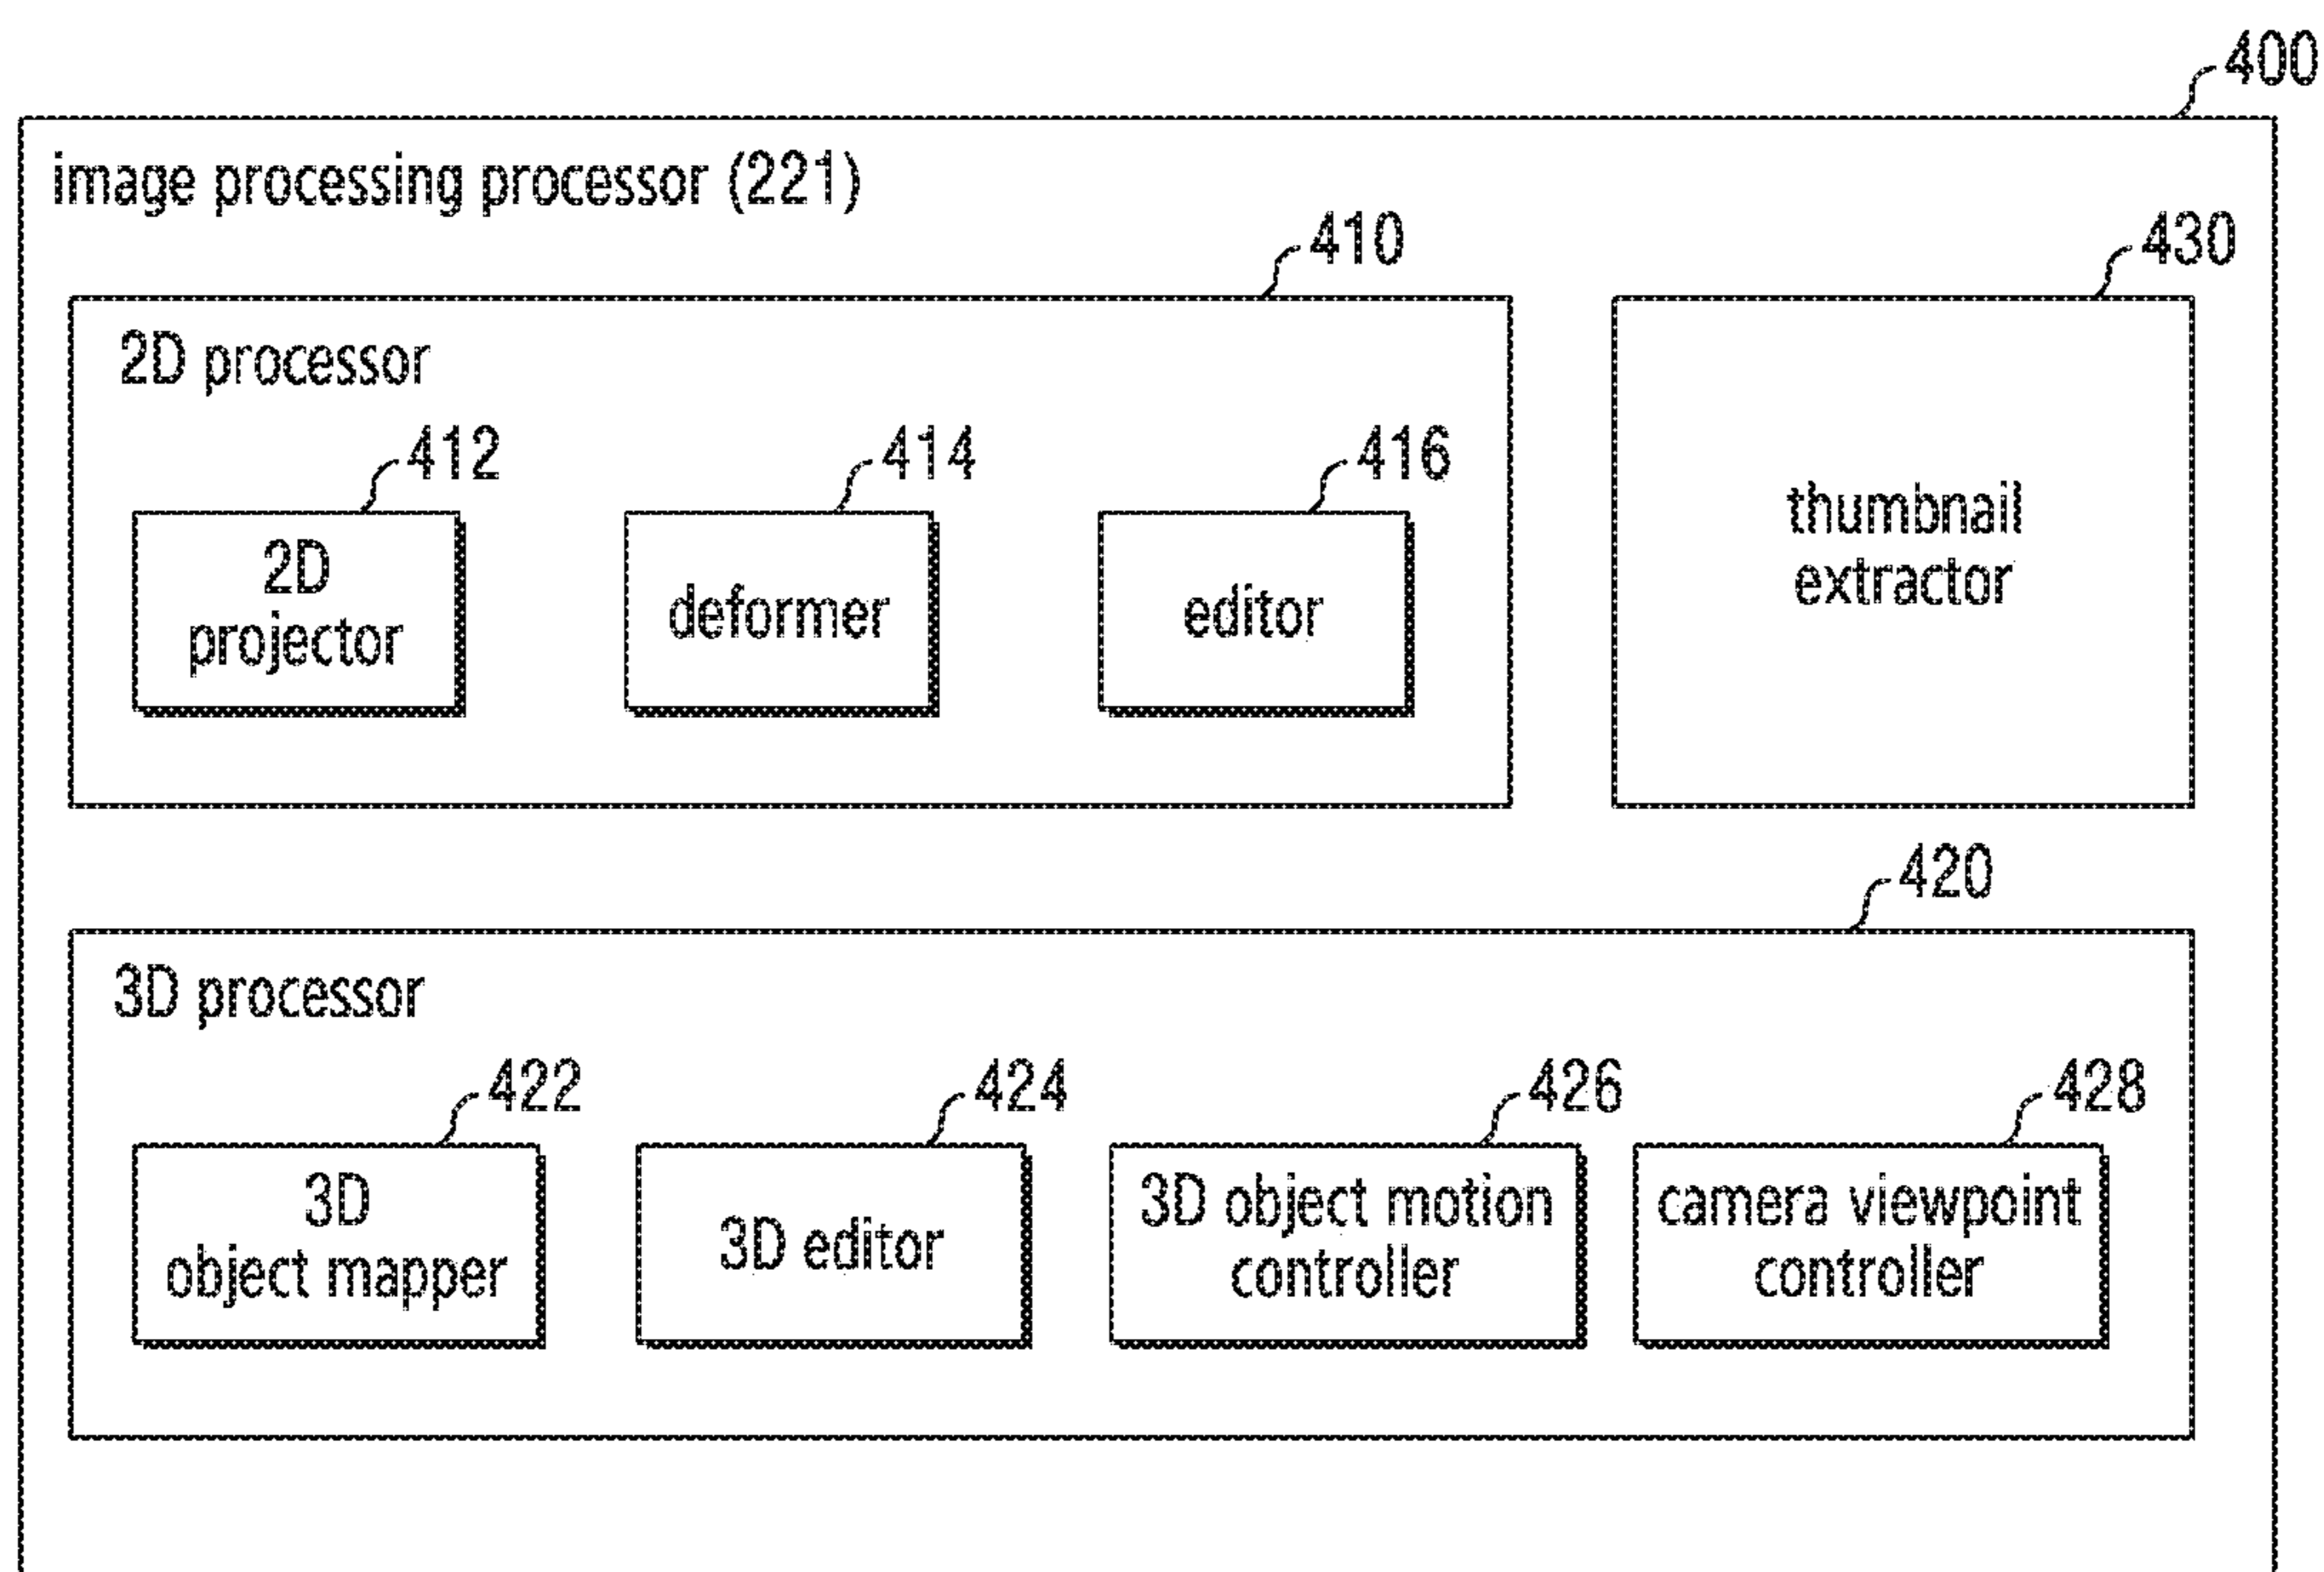 400
image processing processor (221)
410
430
2D processor
412
414
416
2D
projector
deformer
editor
thumbnail
extractor
420
3D processor
422
424
426
428
3D
object mapper
3D editor
3D object motion
controller
camera viewpoint
controller